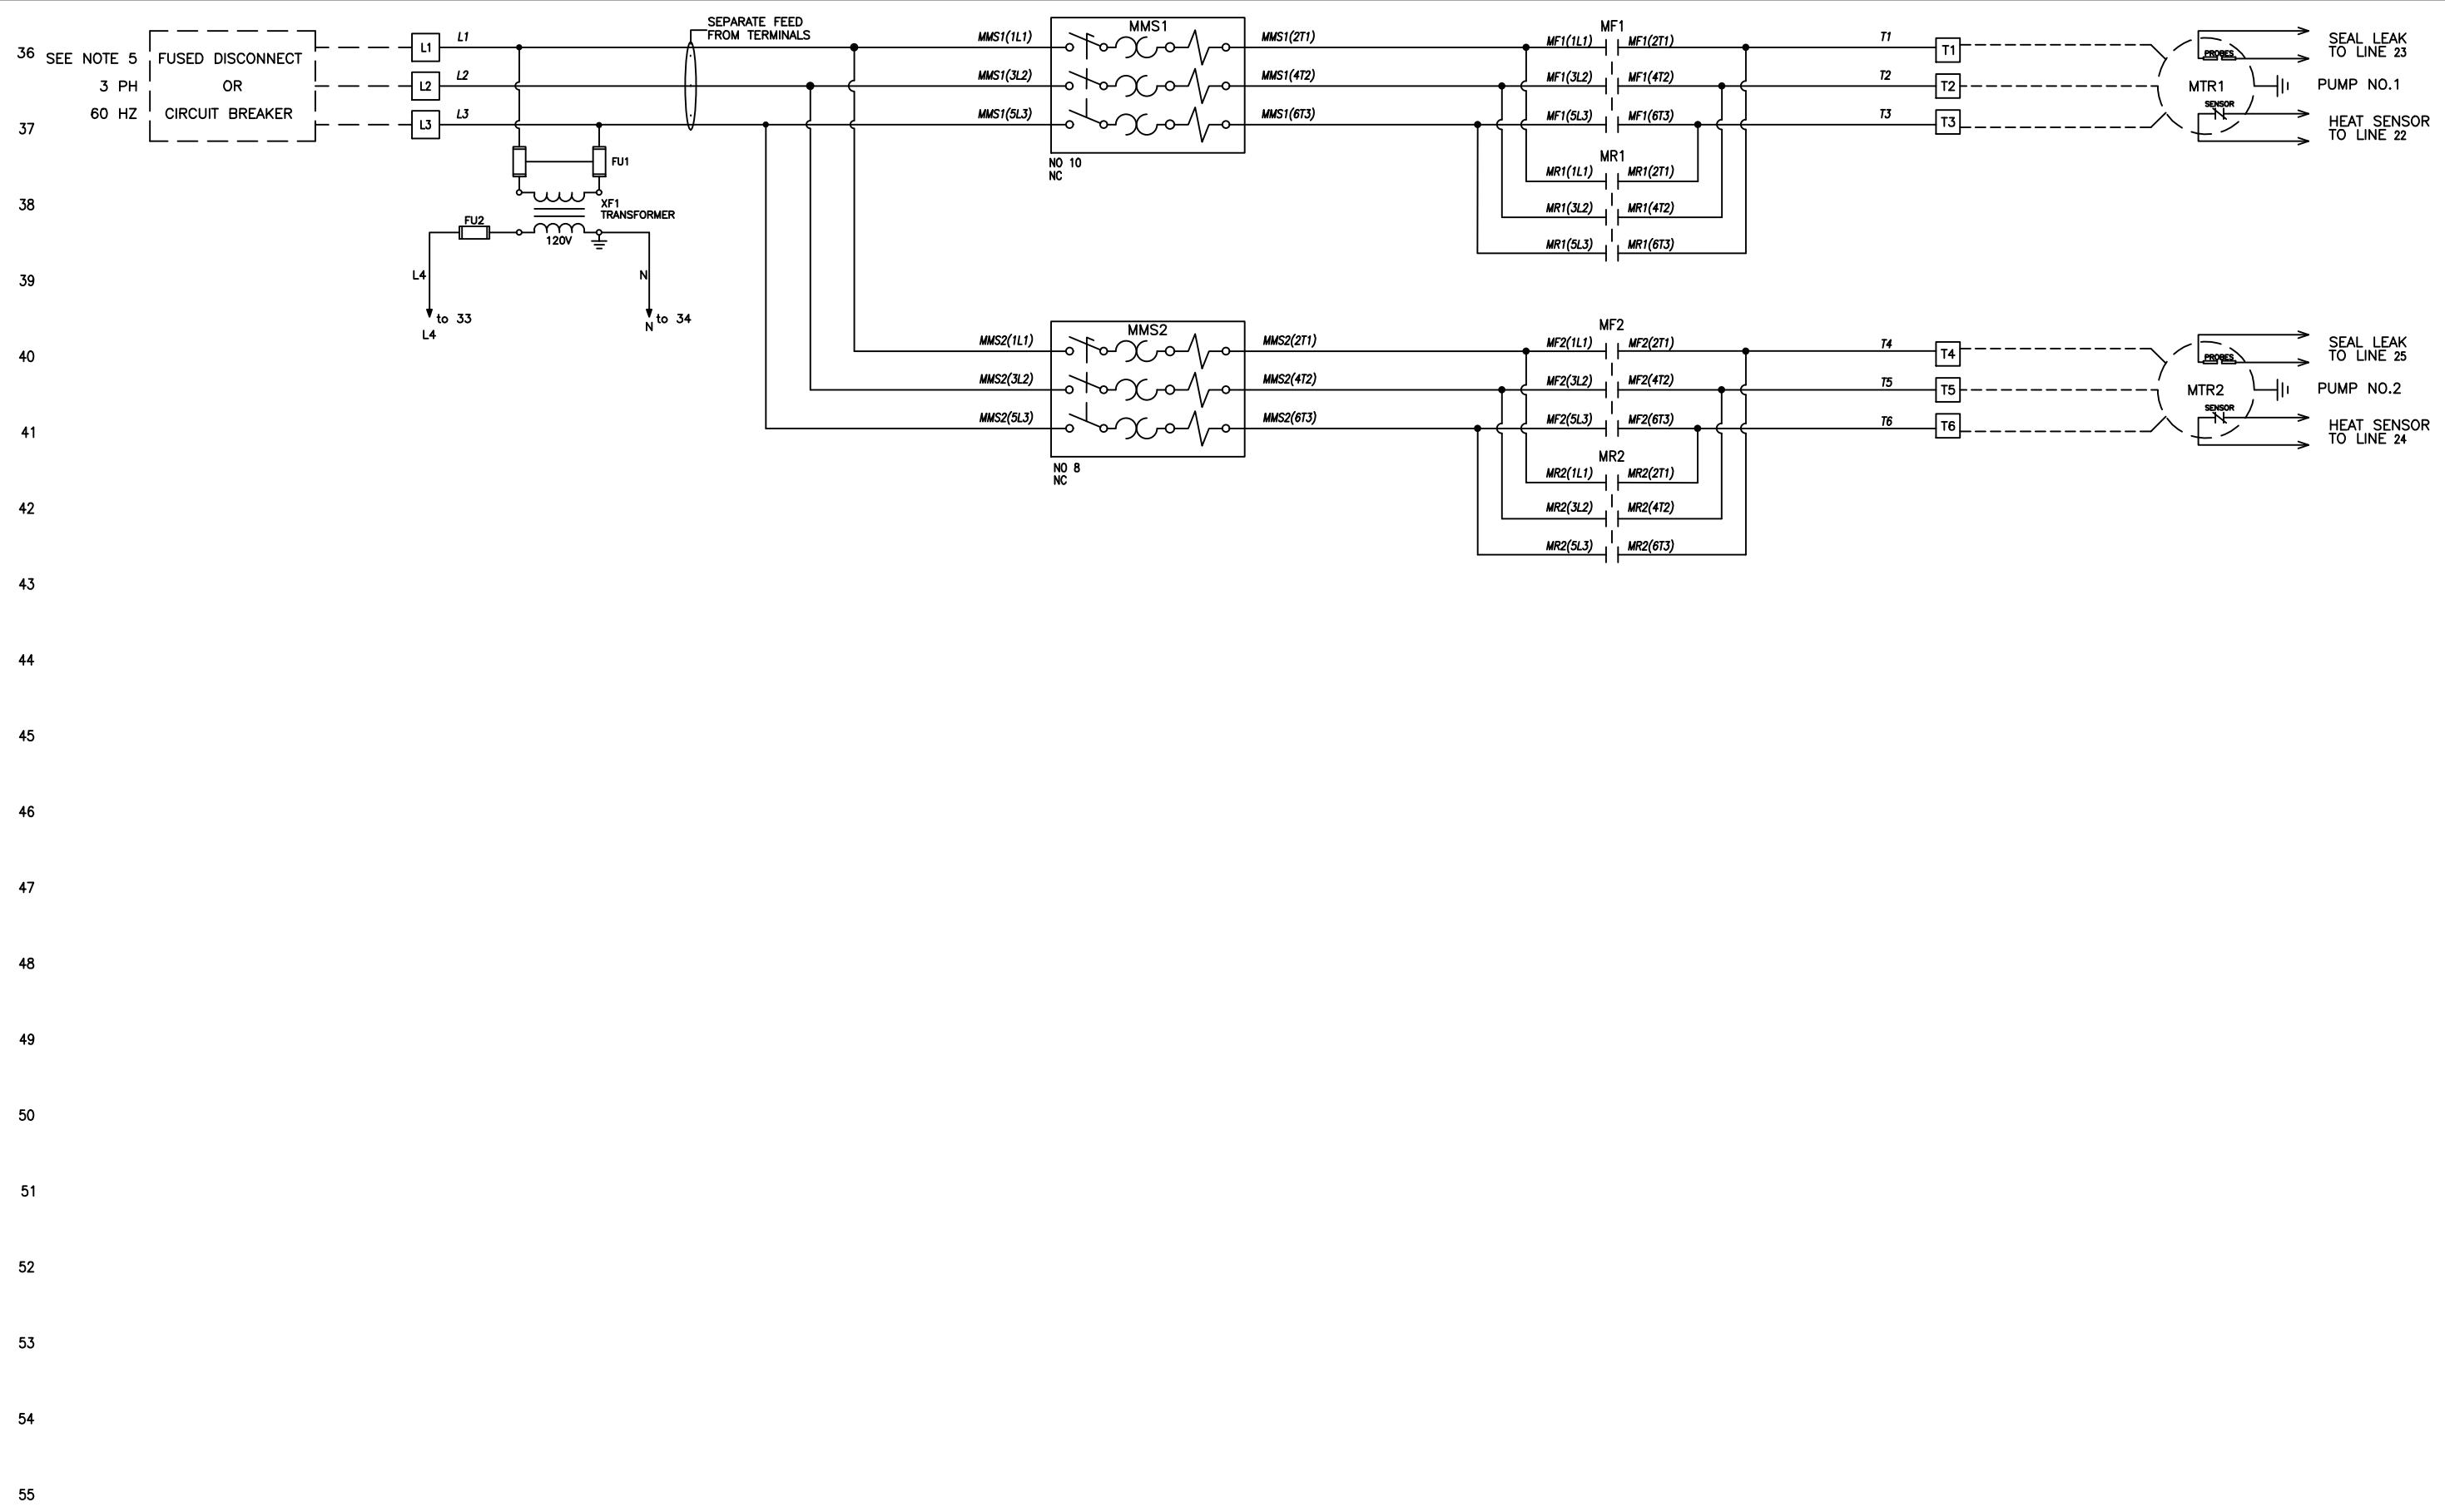 36
SEE NOTE 5
3 PH
60 HZ
FUSED DISCONNECT
OR
CIRCUIT BREAKER
L1
L2
L3
L1
L2
L3
SEPARATE FEED
FROM TERMINALS
FU1
XF1
TRANSFORMER
FU2
120V
L4
N
to 33
L4
to 34
N
MMS1(1L1)
MMS1(3L2)
MMS1(5L3)
MMS1
NO 10
NC
MMS1(2T1)
MMS1(4T2)
MMS1(6T3)
MF1
MF1(1L1)
MF1(2T1)
MF1(3L2)
MF1(4T2)
MF1(5L3)
MF1(6T3)
MR1
MR1(1L1)
MR1(2T1)
MR1(3L2)
MR1(4T2)
MR1(5L3)
MR1(6T3)
T1
T2
T3
T1
T2
T3
MTR1
PROBES
SENSOR
SEAL LEAK
TO LINE 23
PUMP NO.1
HEAT SENSOR
TO LINE 22
37
38
39
40
MMS2(1L1)
MMS2(3L2)
MMS2(5L3)
MMS2
NO 8
NC
MMS2(2T1)
MMS2(4T2)
MMS2(6T3)
MF2
MF2(1L1)
MF2(2T1)
MF2(3L2)
MF2(4T2)
MF2(5L3)
MF2(6T3)
MR2
MR2(1L1)
MR2(2T1)
MR2(3L2)
MR2(4T2)
MR2(5L3)
MR2(6T3)
T4
T5
T6
T4
T5
T6
MTR2
PROBES
SENSOR
SEAL LEAK
TO LINE 25
PUMP NO.2
HEAT SENSOR
TO LINE 24
41
42
43
44
45
46
47
48
49
50
51
52
53
54
55